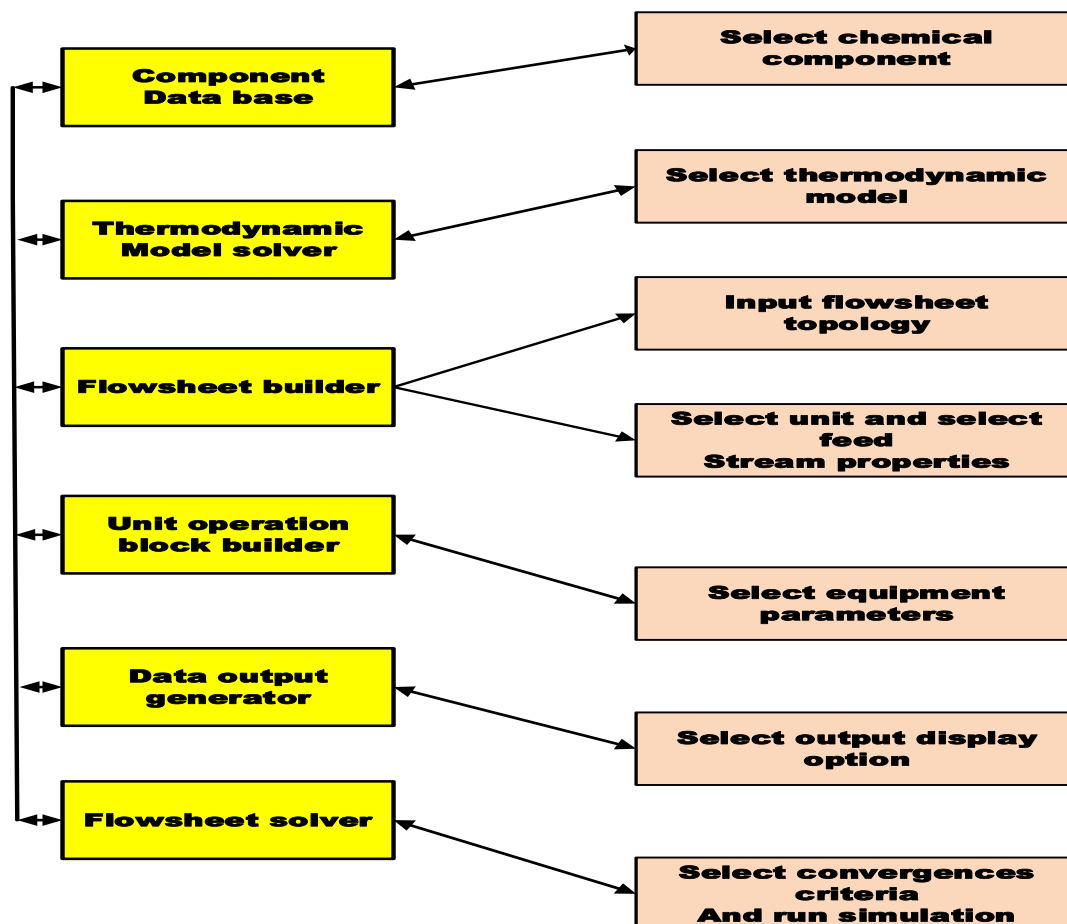 Component
Data base
Select chemical
component
Thermodynamic
Model solver
Select thermodynamic
model
Flowsheet builder
Input flowsheet
topology
Select unit and select
feed
Stream properties
Unit operation
block builder
Select equipment
parameters
Data output
generator
Select output display
option
Flowsheet solver
Select convergences
criteria
And run simulation